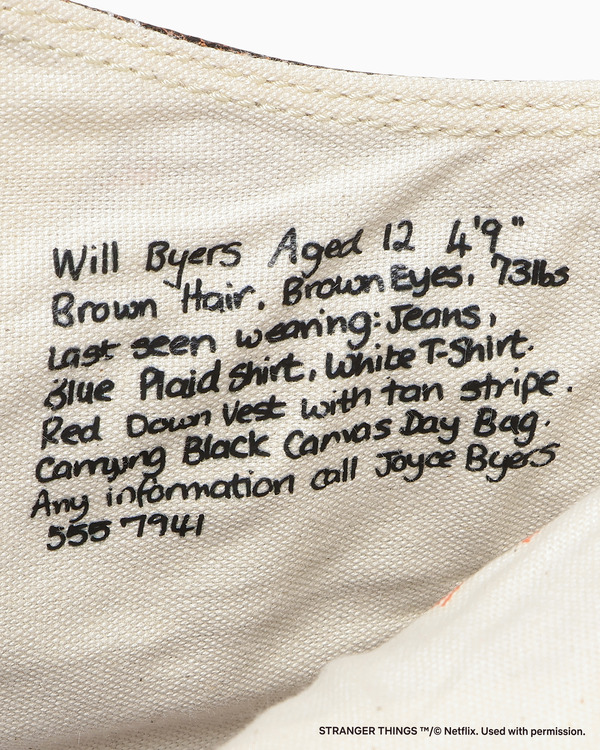 Will Byers Aged 12 4'9"
Brown Hair. Brown Eyes. 73lbs
Last seen wearing: Jeans,
Blue Plaid Shirt, White T-Shirt.
Red Down Vest with tan stripe.
Carrying Black Canvas Day Bag.
Any information call Joyce Byers
555 7941
STRANGER THINGS ™/© Netflix. Used with permission.